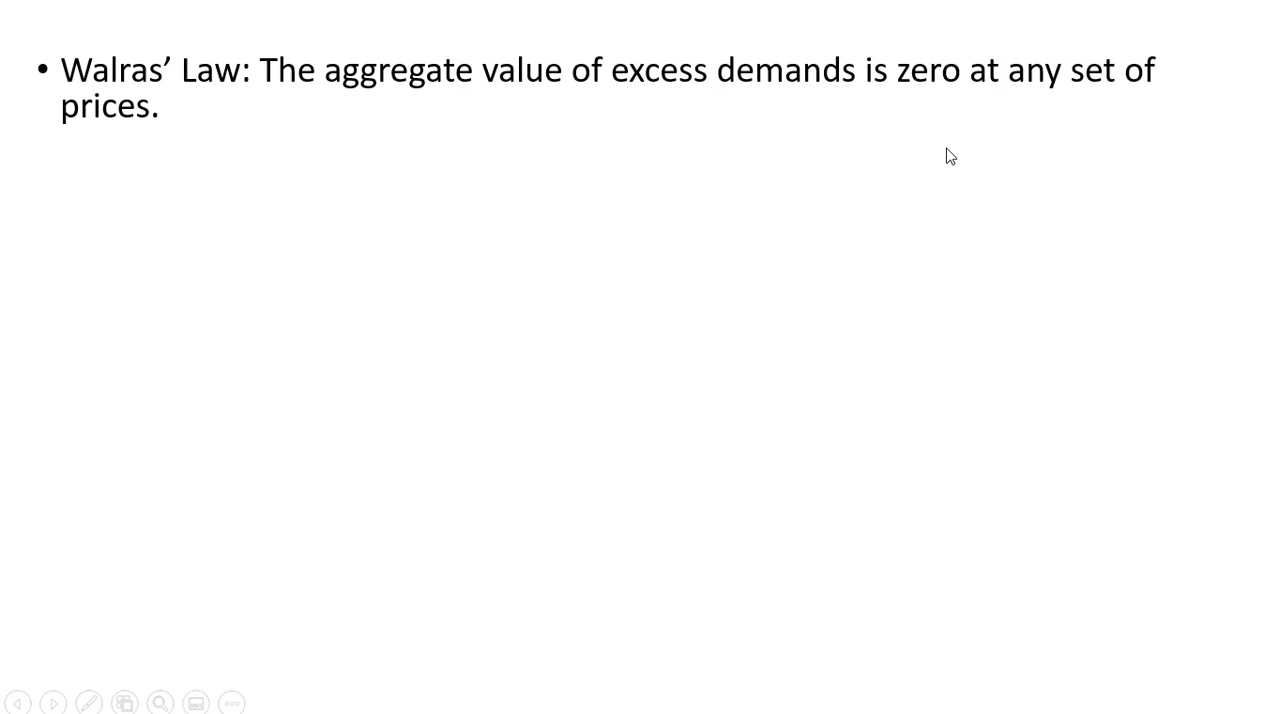 • Walras’ Law: The aggregate value of excess demands is zero at any set of
prices.